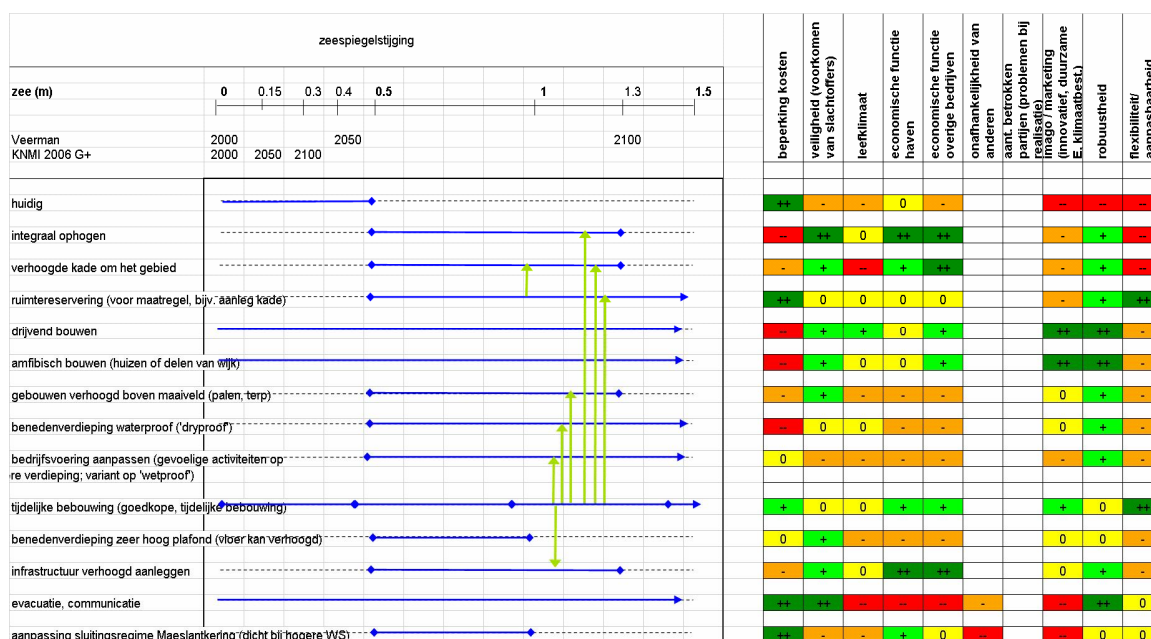 zeespiegelstijging
beperking kosten
veiligheid (voorkomen
van slachtoffers)
leefklimaat
economische functie
haven
economische functie
overige bedrijven
onafhankelijkheid van
anderen
aant. betrokken
partijen (problemen bij
realisatie)
imago / marketing
(innovatief, duurzame
E. klimaatbest.)
robuustheid
flexibiliteit/
aanpasbaarheid
zee (m) 0 0.15 0.3 0.4 0.5 1 1.3 1.5
Veerman 2000 2050 2100
KNMI 2006 G+ 2000 2050 2100
huidig ++ - - 0 - -- -- --
integraal ophogen -- ++ 0 ++ ++ - + --
verhoogde kade om het gebied - + -- + ++ - + --
ruimtereservering (voor maatregel, bijv. aanleg kade) ++ 0 0 0 0 - + ++
drijvend bouwen -- + + 0 + ++ ++ -
amfibisch bouwen (huizen of delen van wijk) -- + 0 0 + ++ ++ -
gebouwen verhoogd boven maaiveld (palen, terp) - + - - - 0 + -
benedenverdieping waterproof ('dryproof') -- 0 0 - - 0 + -
bedrijfsvoering aanpassen (gevoelige activiteiten op 0 - - - - - + -
re verdieping; variant op 'wetproof')
tijdelijke bebouwing (goedkope, tijdelijke bebouwing) + 0 0 + + + 0 ++
benedenverdieping zeer hoog plafond (vloer kan verhoogd) 0 + - - - 0 0 -
infrastructuur verhoogd aanleggen - + 0 ++ ++ 0 + -
evacuatie, communicatie ++ ++ -- -- -- - -- ++ 0
aanpassing sluitingsregime Maeslantkering (dicht bij hogere WS) ++ - - + 0 -- -- 0 0